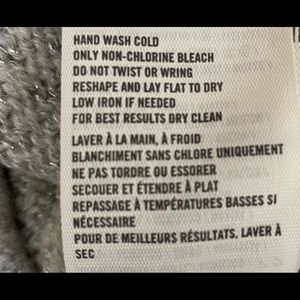 HAND WASH COLD
ONLY NON-CHLORINE BLEACH
DO NOT TWIST OR WRING
RESHAPE AND LAY FLAT TO DRY
LOW IRON IF NEEDED
FOR BEST RESULTS DRY CLEAN
LAVER À LA MAIN, À FROID
BLANCHIMENT SANS CHLORE UNIQUEMENT
NE PAS TORDRE OU ESSORER
SECOUER ET ÉTENDRE À PLAT
REPASSAGE À TEMPÉRATURES BASSES SI
NÉCESSAIRE
POUR DE MEILLEURS RÉSULTATS, LAVER À
SEC